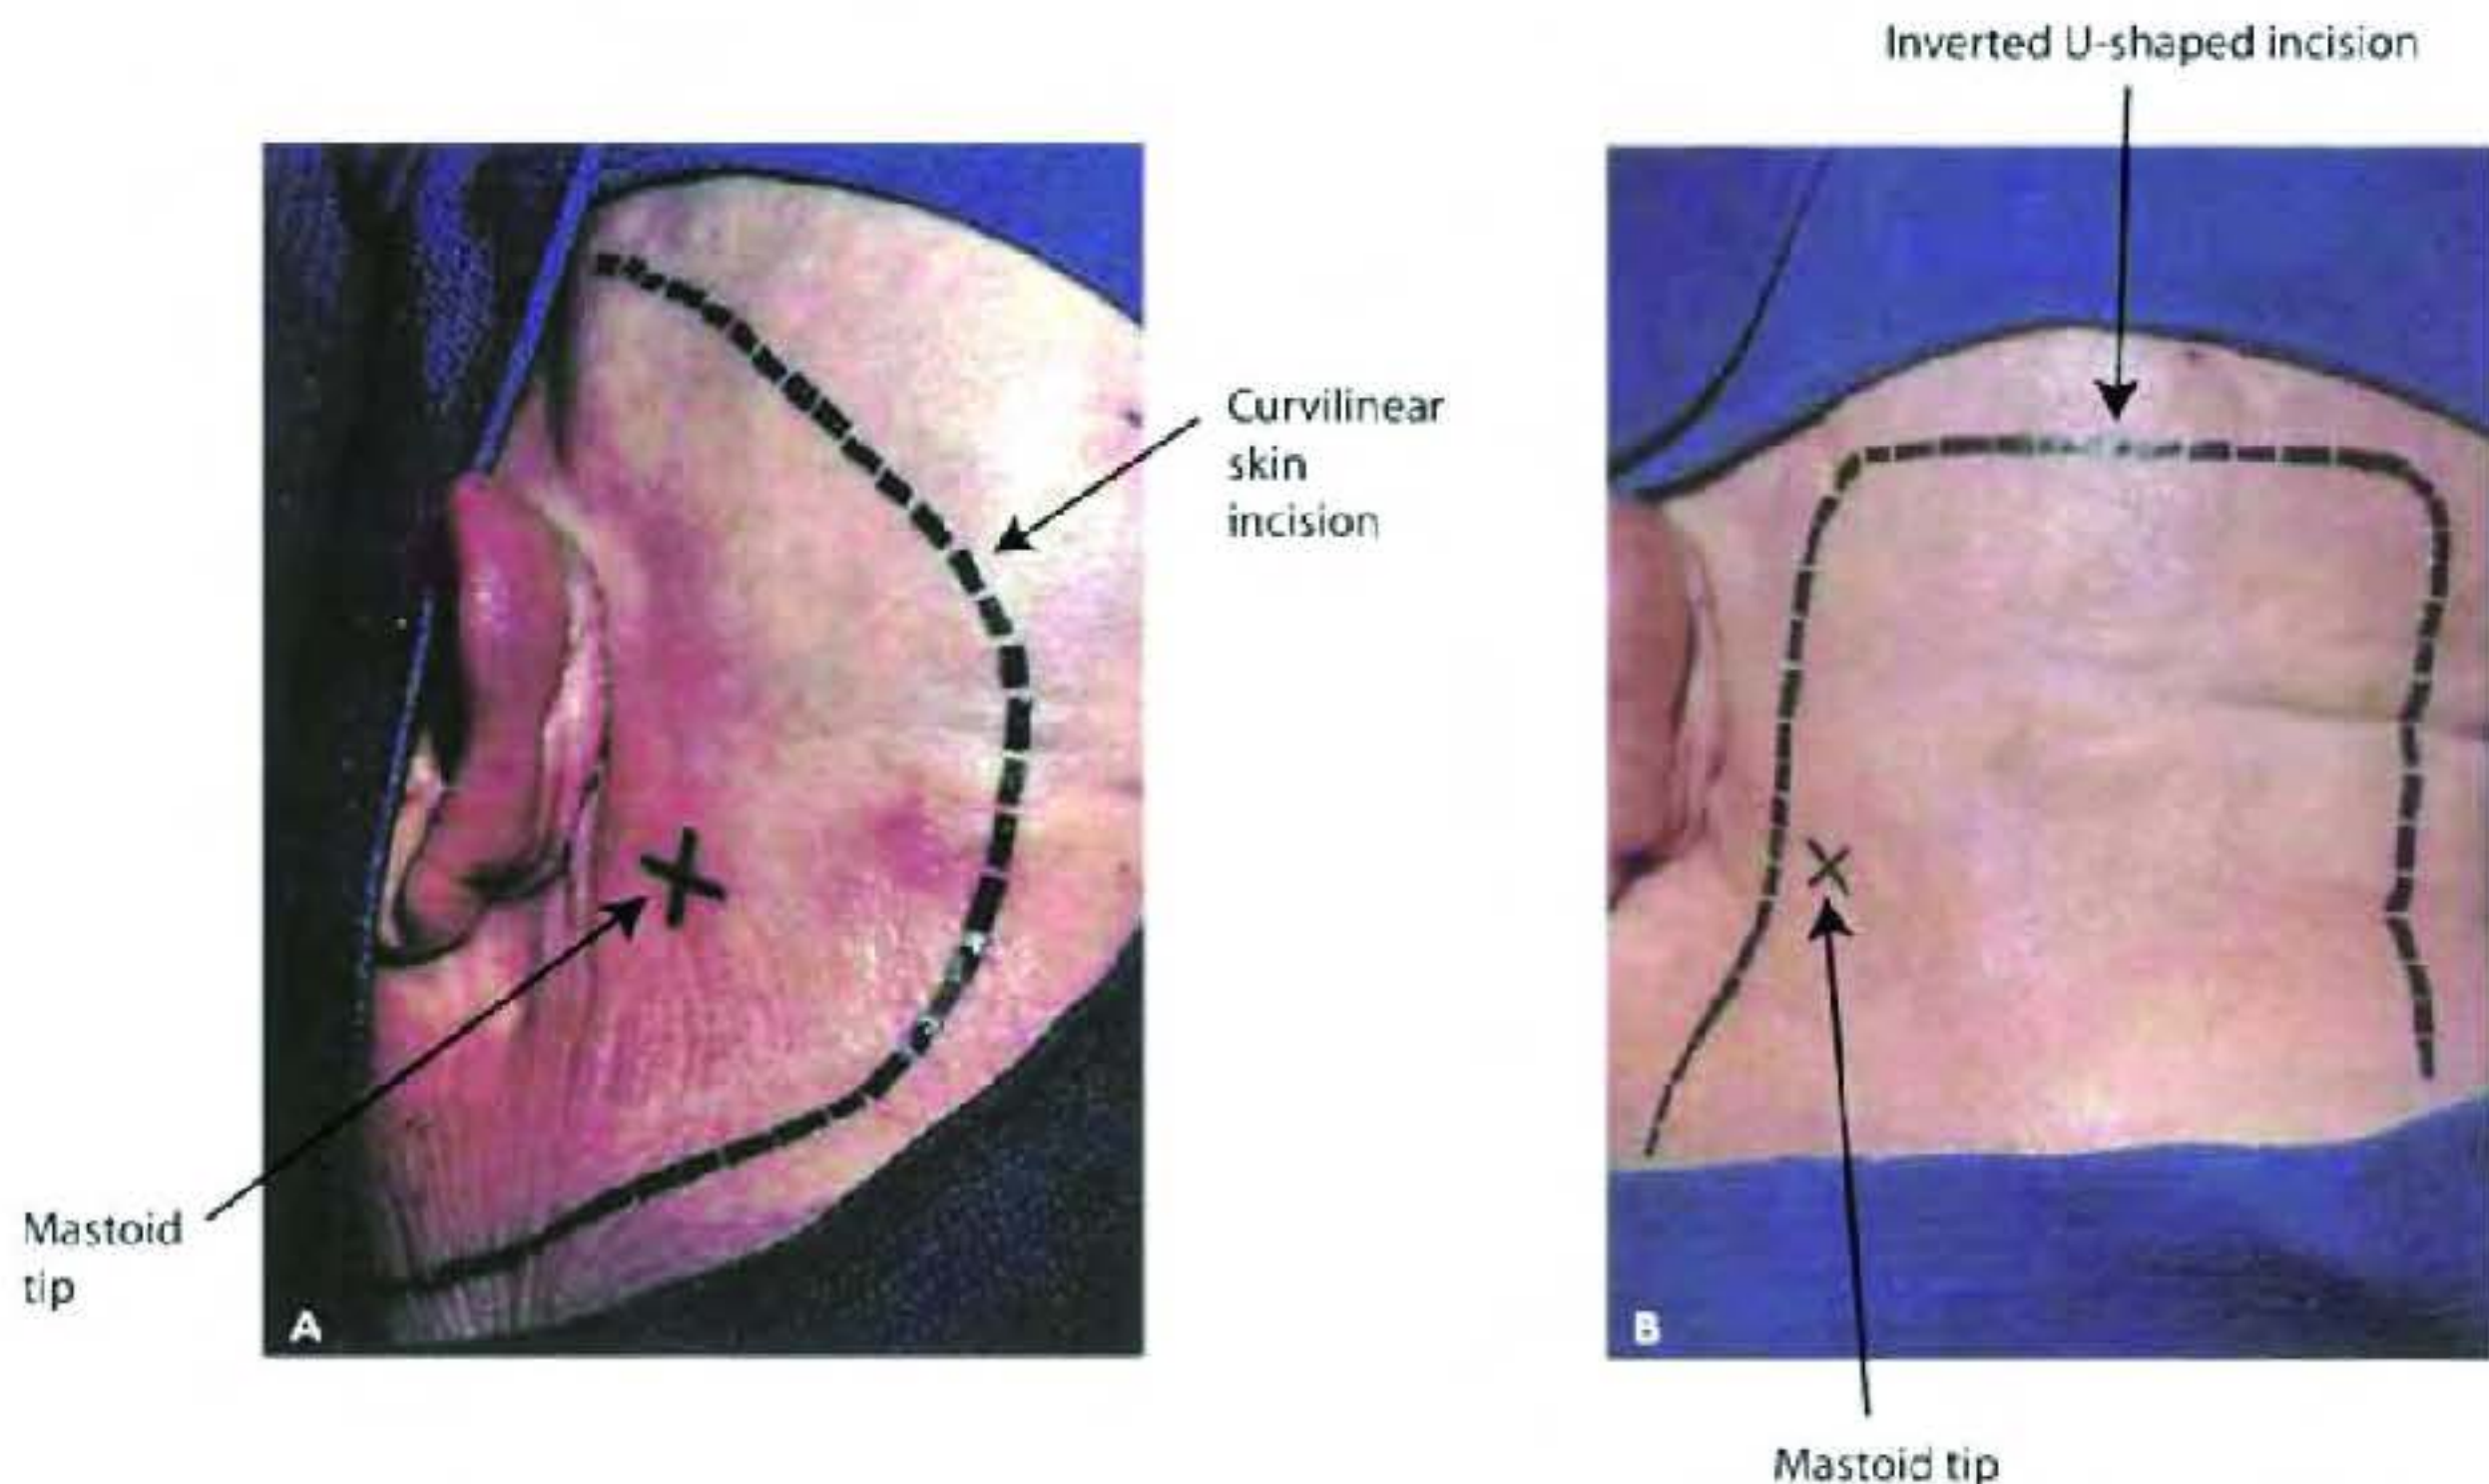 Inverted U-shaped incision
Curvilinear
skin
incision
Mastoid
tip
A
B
Mastoid tip